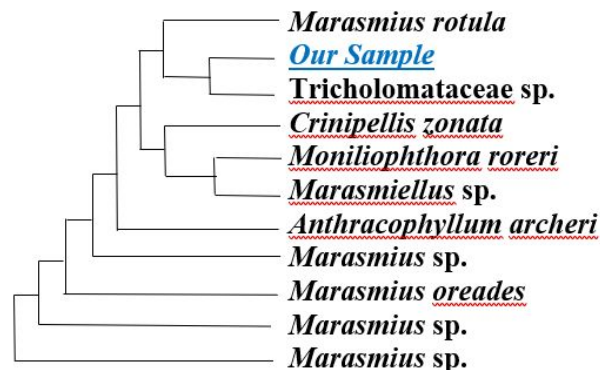 Marasmius rotula
Our Sample
Tricholomataceae sp.
Crinipellis zonata
Moniliophthora roreri
Marasmiellus sp.
Anthracophyllum archeri
Marasmius sp.
Marasmius oreades
Marasmius sp.
Marasmius sp.